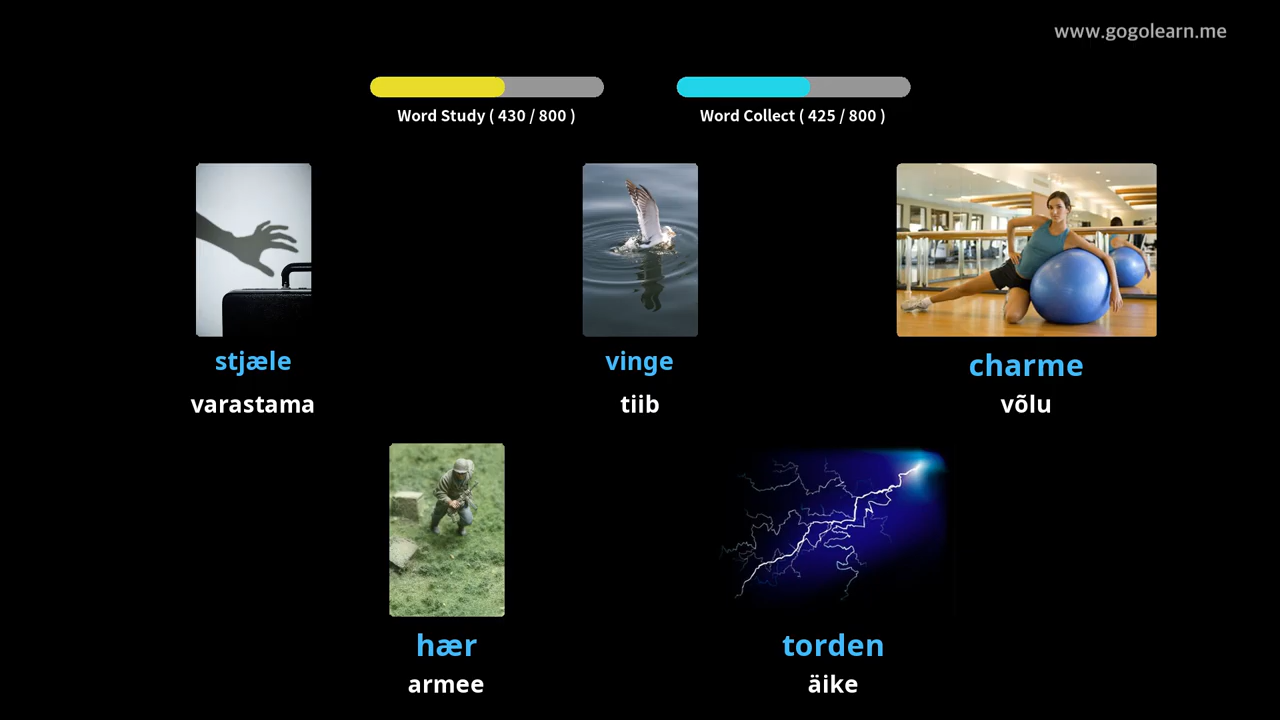 www.gogolearn.me
Word Study ( 430 / 800 )
Word Collect ( 425 / 800 )
stjæle
varastama
vinge
tiib
charme
võlu
hær
armee
torden
äike